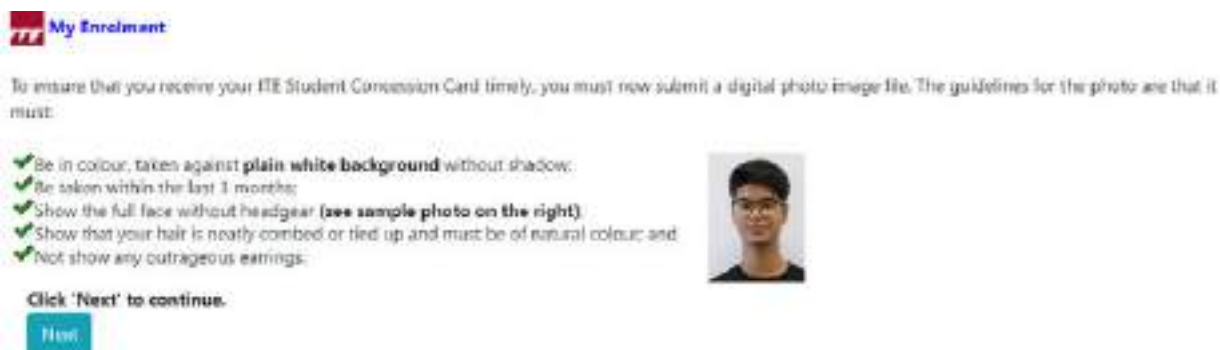 ITE My Enrolment
To ensure that you receive your ITE Student Concession Card timely, you must now submit a digital photo image file. The guidelines for the photo are that it
must:
Be in colour, taken against plain white background without shadow;
Be taken within the last 3 months;
Show the full face without headgear (see sample photo on the right);
Show that your hair is neatly combed or tied up and must be of natural colour; and
Not show any outrageous earrings.
Click 'Next' to continue.
Next